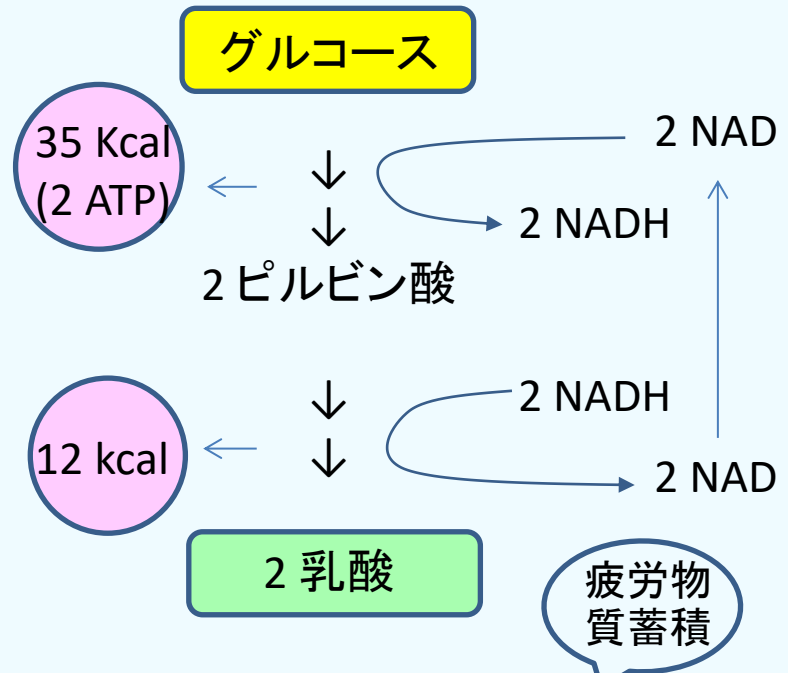 グルコース
35 Kcal
(2 ATP)
↓
↓
2 NAD
2 NADH
2 ピルビン酸
12 kcal
↓
↓
2 NADH
2 NAD
2 乳酸
疲労物
質蓄積